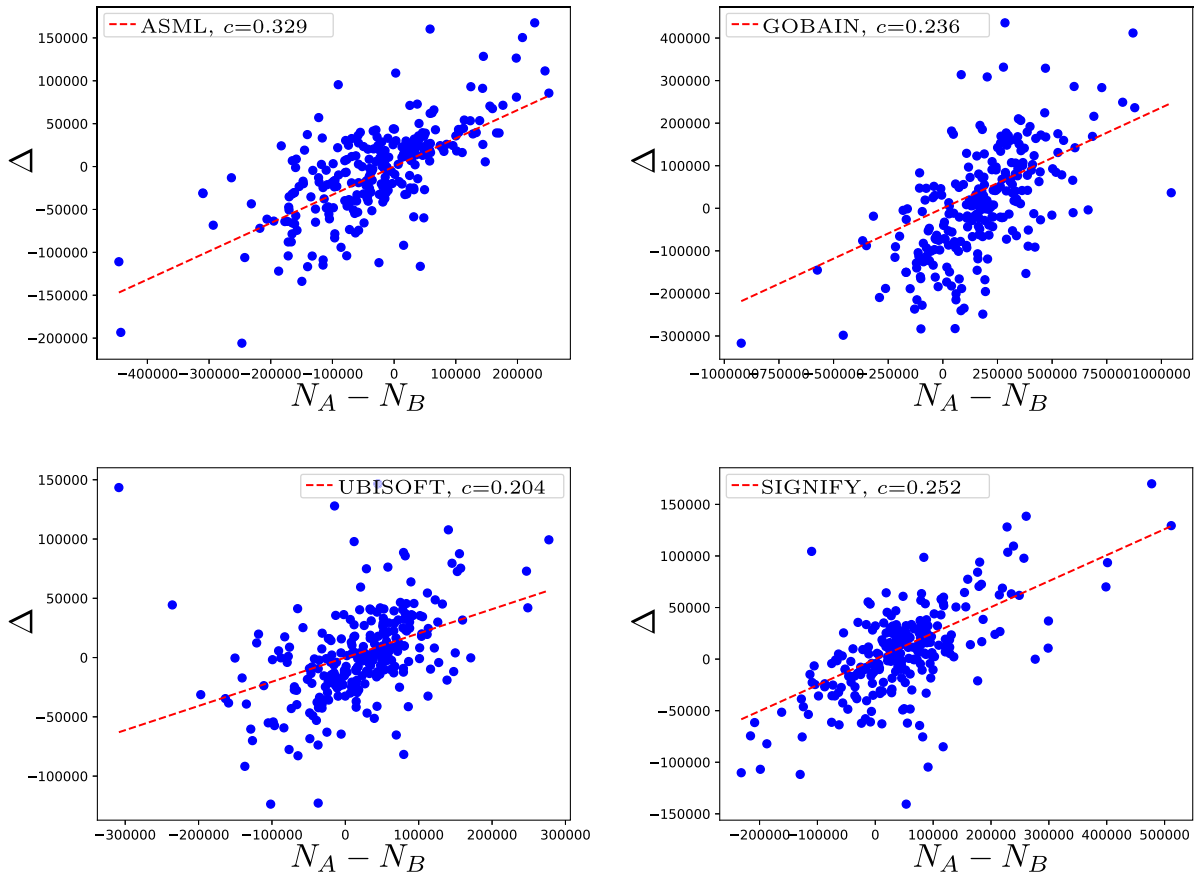 ASML, c=0.329
150000
100000
50000
0
−50000
−100000
−150000
−200000
Δ
−400000 −300000 −200000 −100000 0 100000 200000
N_A − N_B
GOBAIN, c=0.236
400000
300000
200000
100000
0
−100000
−200000
−300000
Δ
−1000000 −750000 −500000 −250000 0 250000 500000 750000 1000000
N_A − N_B
UBISOFT, c=0.204
150000
100000
50000
0
−50000
−100000
Δ
−300000 −200000 −100000 0 100000 200000 300000
N_A − N_B
SIGNIFY, c=0.252
150000
100000
50000
0
−50000
−100000
−150000
Δ
−200000 −100000 0 100000 200000 300000 400000 500000
N_A − N_B